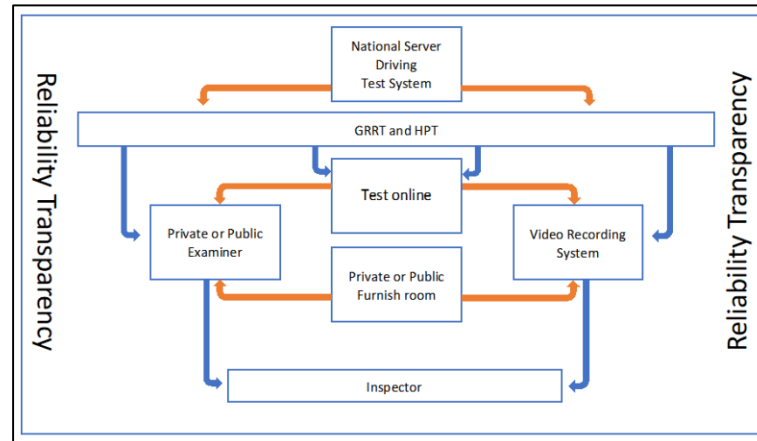 Reliability Transparency
National Server
Driving
Test System
Reliability Transparency
GRRT and HPT
Test online
Private or Public
Examiner
Video Recording
System
Private or Public
Furnish room
Inspector